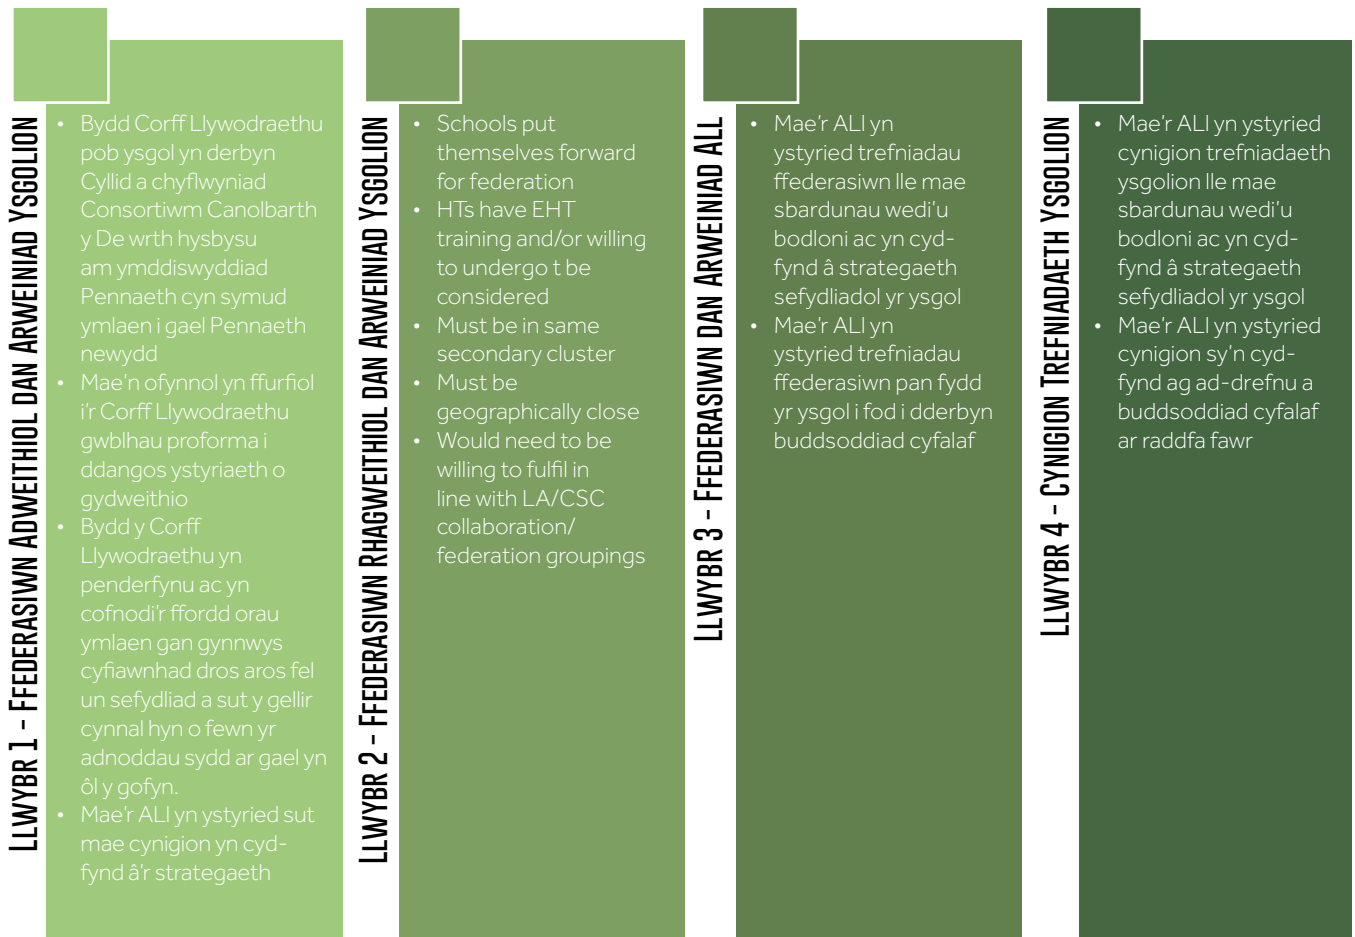 LLWYBR 1 – FFEDERASIWN ADWEITHIOL DAN ARWEINIAD YSGOLION
• Bydd Corff Llywodraethu
pob ysgol yn derbyn
Cyllid a chyflwyniad
Consortiwm Canolbarth
y De wrth hysbysu
am ymddiswyddiad
Pennaeth cyn symud
ymlaen i gael Pennaeth
newydd
• Mae'n ofynnol yn ffurfiol
i'r Corff Llywodraethu
gwblhau proforma i
ddangos ystyriaeth o
gydweithio
• Bydd y Corff
Llywodraethu yn
penderfynu ac yn
cofnodi'r ffordd orau
ymlaen gan gynnwys
cyfiawnhad dros aros fel
un sefydliad a sut y gellir
cynnal hyn o fewn yr
adnoddau sydd ar gael yn
ôl y gofyn.
• Mae'r ALl yn ystyried sut
mae cynigion yn cyd-
fynd â'r strategaeth
LLWYBR 2 – FFEDERASIWN RHAGWEITHIOL DAN ARWEINIAD YSGOLION
• Schools put
themselves forward
for federation
• HTs have EHT
training and/or willing
to undergo t be
considered
• Must be in same
secondary cluster
• Must be
geographically close
• Would need to be
willing to fulfil in
line with LA/CSC
collaboration/
federation groupings
LLWYBR 3 – FFEDERASIWN DAN ARWEINIAD ALL
• Mae'r ALl yn
ystyried trefniadau
ffederasiwn lle mae
sbardunau wedi'u
bodloni ac yn cyd-
fynd â strategaeth
sefydliadol yr ysgol
• Mae'r ALl yn
ystyried trefniadau
ffederasiwn pan fydd
yr ysgol i fod i dderbyn
buddsoddiad cyfalaf
LLWYBR 4 – CYNIGION TREFNIADAETH YSGOLION
• Mae'r ALl yn ystyried
cynigion trefniadaeth
ysgolion lle mae
sbardunau wedi'u
bodloni ac yn cyd-
fynd â strategaeth
sefydliadol yr ysgol
• Mae'r ALl yn ystyried
cynigion sy'n cyd-
fynd ag ad-drefnu a
buddsoddiad cyfalaf
ar raddfa fawr